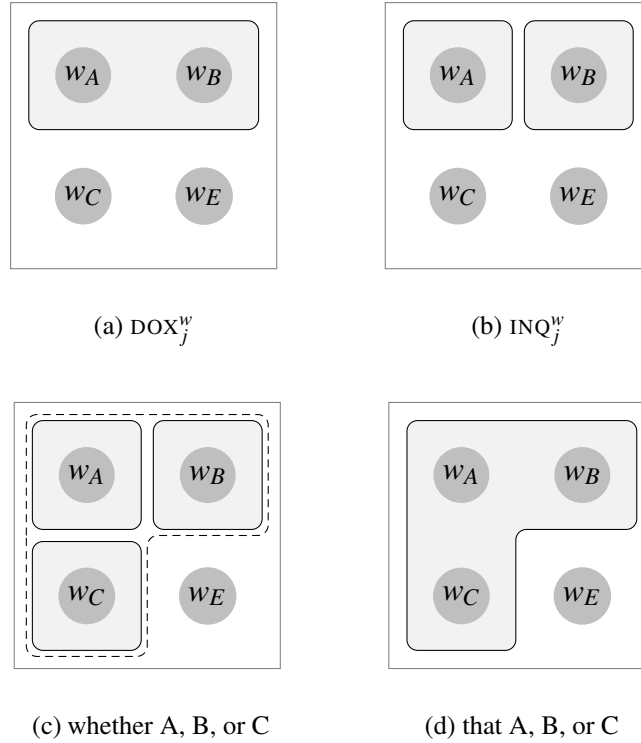 w_A w_B w_A w_B
w_C w_E w_C w_E
(a) DOX_j^w (b) INQ_j^w
w_A w_B w_A w_B
w_C w_E w_C w_E
(c) whether A, B, or C (d) that A, B, or C